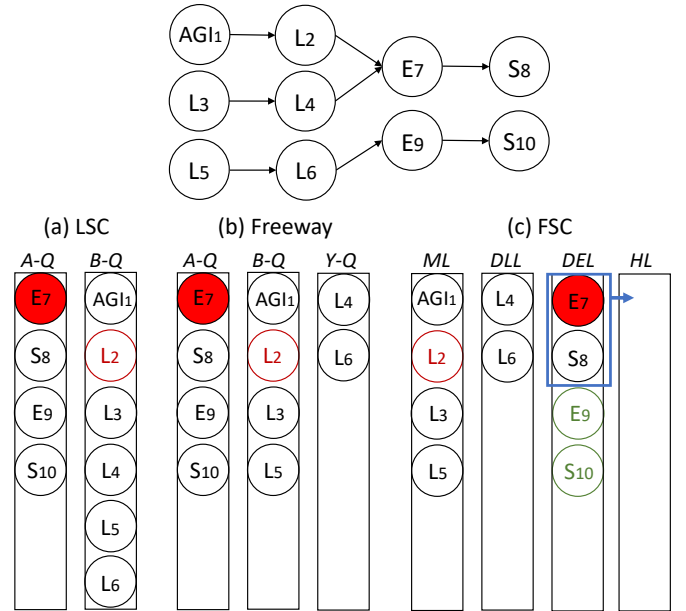 AGI1 L2
E7 S8
L3 L4
E9 S10
L5 L6
(a) LSC (b) Freeway (c) FSC
A-Q B-Q A-Q B-Q Y-Q ML DLL DEL HL
E7 AGI1 E7 AGI1 L4 AGI1 L4 E7
S8 L2 S8 L2 L6 L2 L6 S8
E9 L3 E9 L3 L3 E9
S10 L4 S10 L5 L5 S10
L5
L6